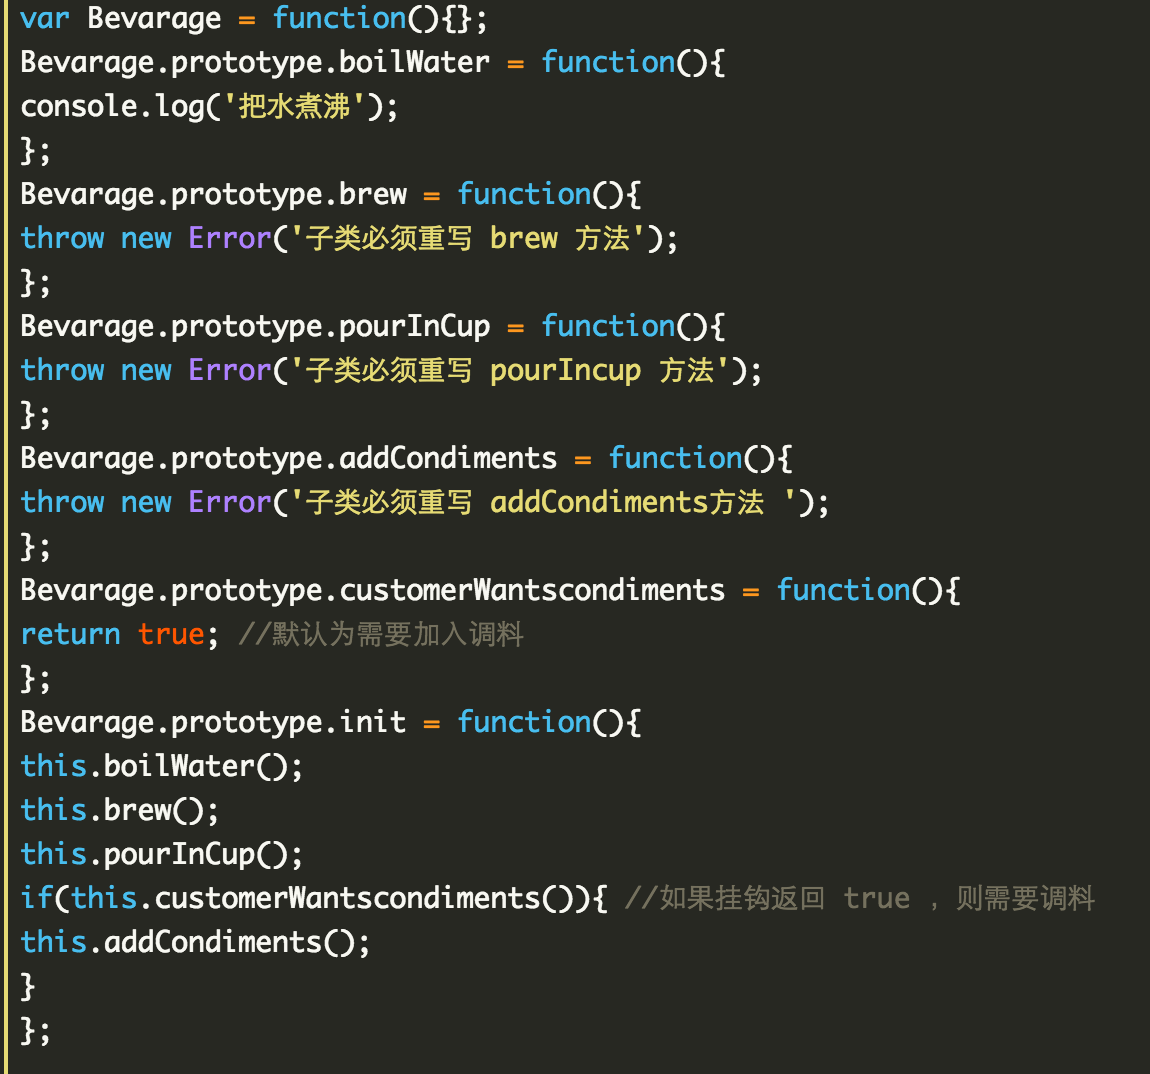 var Bevarage = function(){};
Bevarage.prototype.boilWater = function(){
console.log('把水煮沸');
};
Bevarage.prototype.brew = function(){
throw new Error('子类必须重写 brew 方法');
};
Bevarage.prototype.pourInCup = function(){
throw new Error('子类必须重写 pourIncup 方法');
};
Bevarage.prototype.addCondiments = function(){
throw new Error('子类必须重写 addCondiments方法 ');
};
Bevarage.prototype.customerWantscondiments = function(){
return true; //默认为需要加入调料
};
Bevarage.prototype.init = function(){
this.boilWater();
this.brew();
this.pourInCup();
if(this.customerWantscondiments()){ //如果挂钩返回 true ，则需要调料
this.addCondiments();
}
};